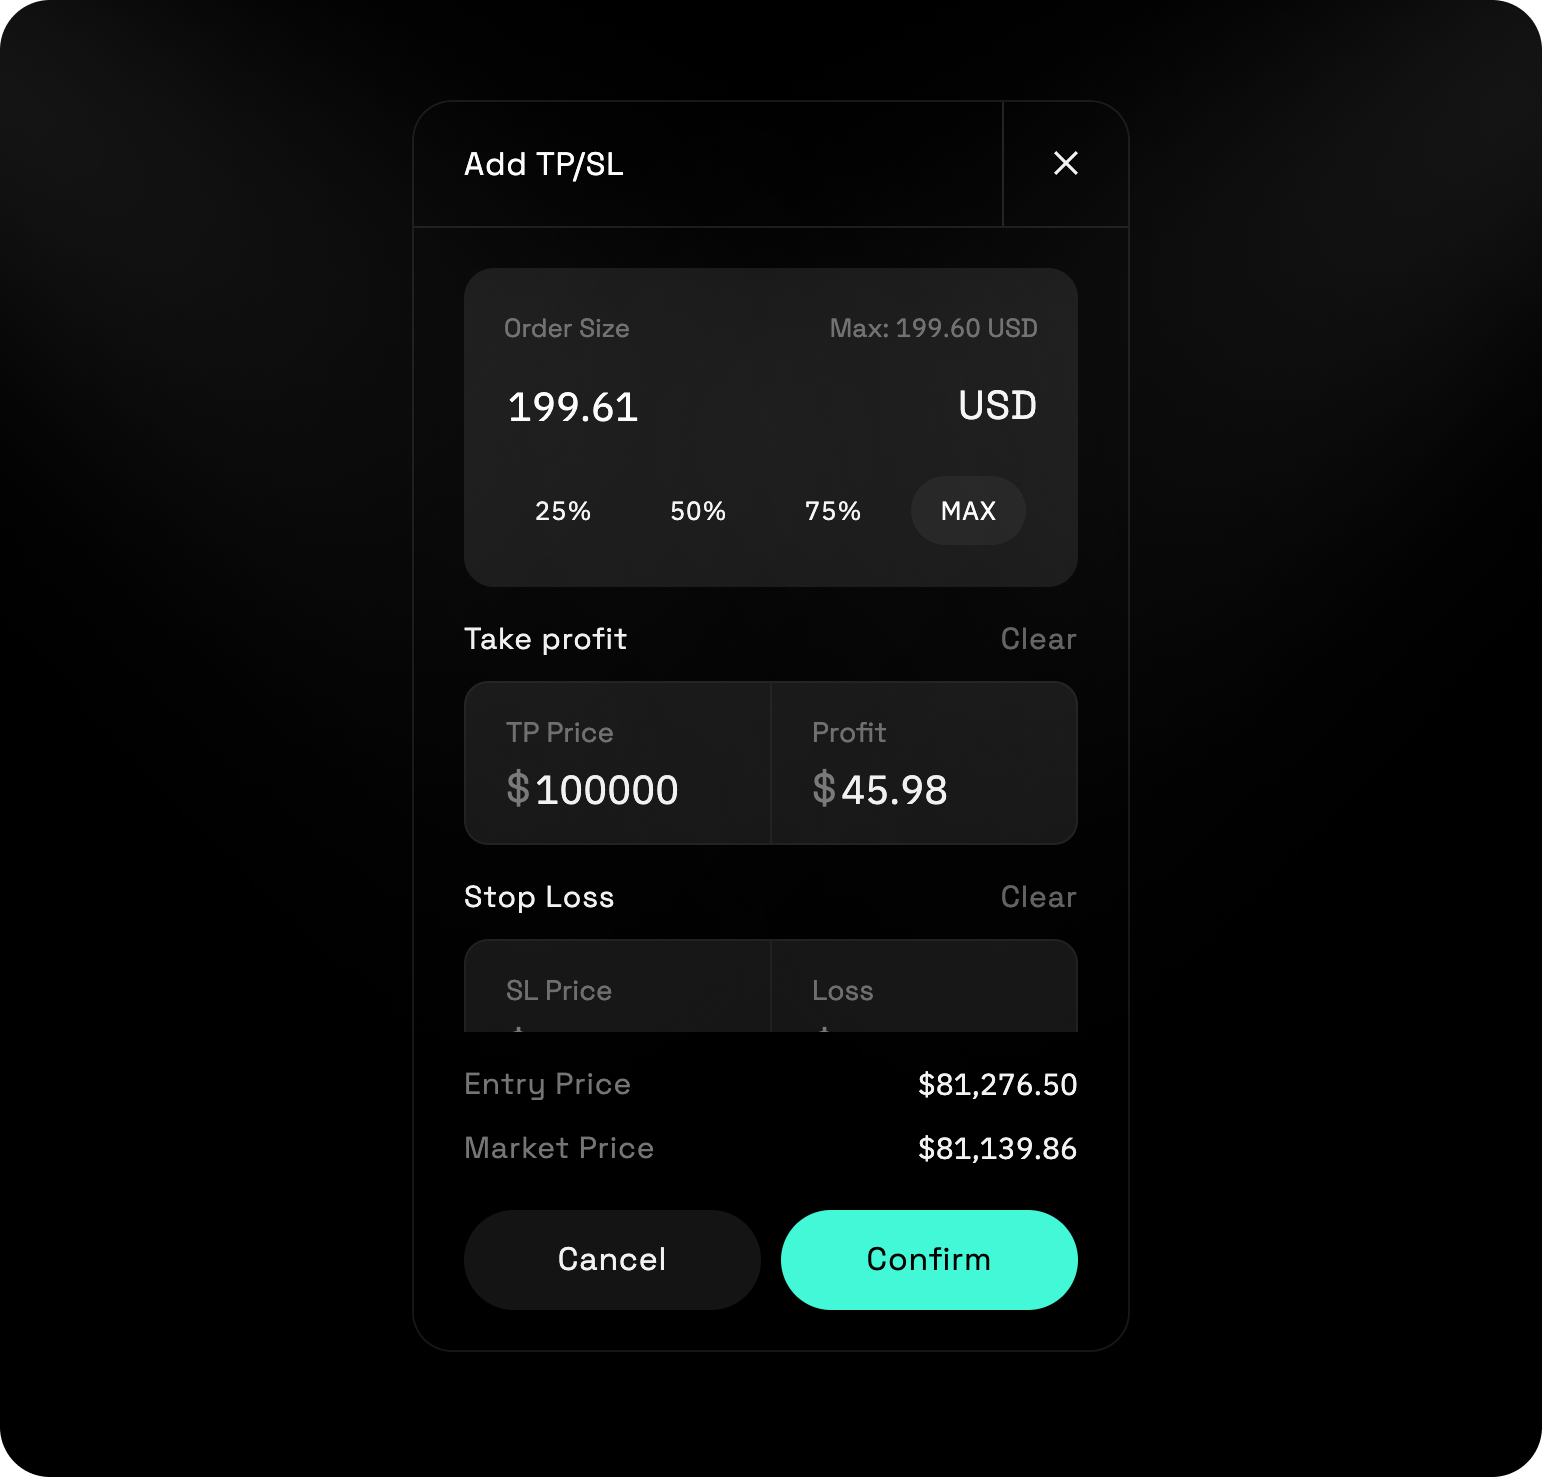 Add TP/SL
Order Size Max: 199.60 USD
199.61 USD
25% 50% 75% MAX
Take profit Clear
TP Price Profit
$100000 $45.98
Stop Loss Clear
SL Price Loss
Entry Price $81,276.50
Market Price $81,139.86
Cancel Confirm